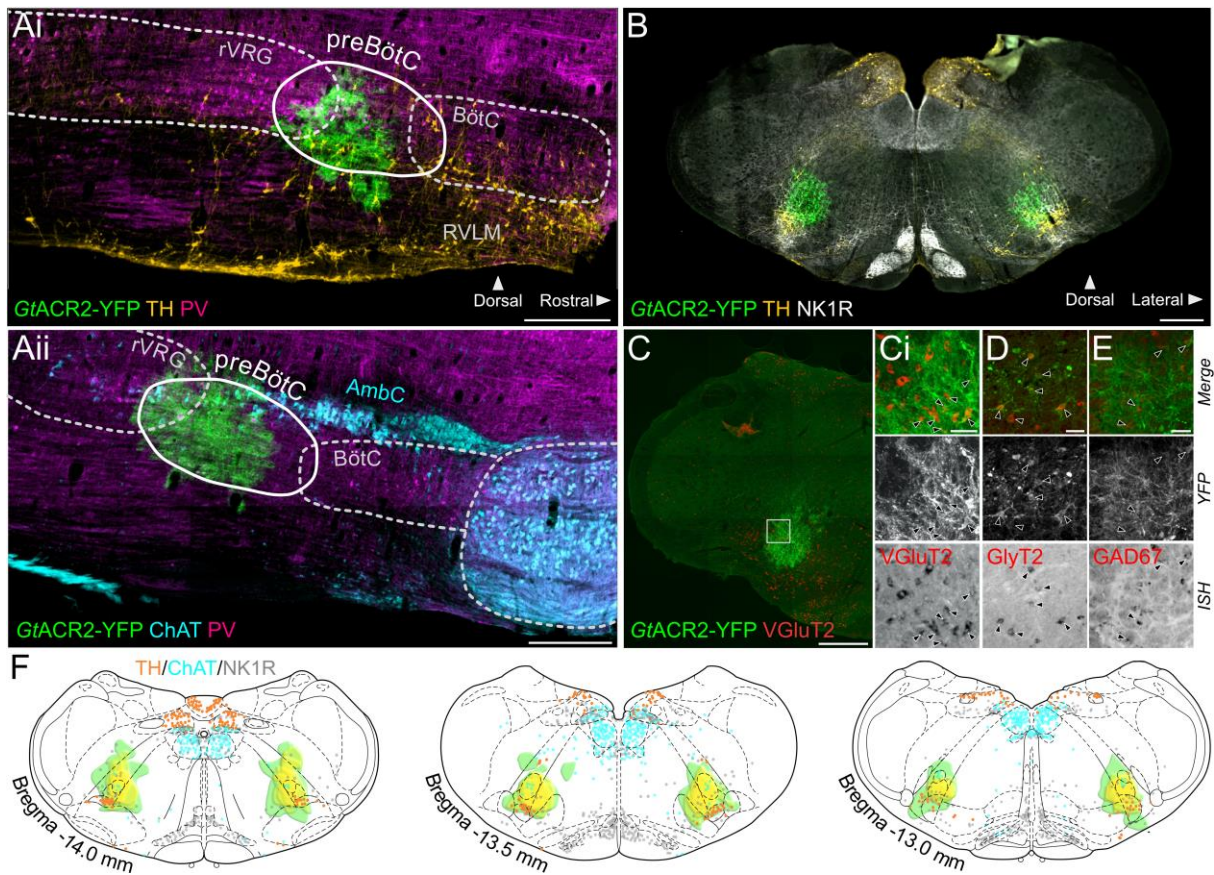 Ai
rVRG
preBötC
BötC
RVLM
Dorsal Rostral
GtACR2-YFP TH PV
B
Dorsal Lateral
GtACR2-YFP TH NK1R
Aii
rVRG
preBötC
AmbC
BötC
GtACR2-YFP ChAT PV
C
GtACR2-YFP VGluT2
Ci D E
Merge
YFP
VGluT2 GlyT2 GAD67
ISH
F
TH/ChAT/NK1R
Bregma -14.0 mm
Bregma -13.5 mm
Bregma -13.0 mm